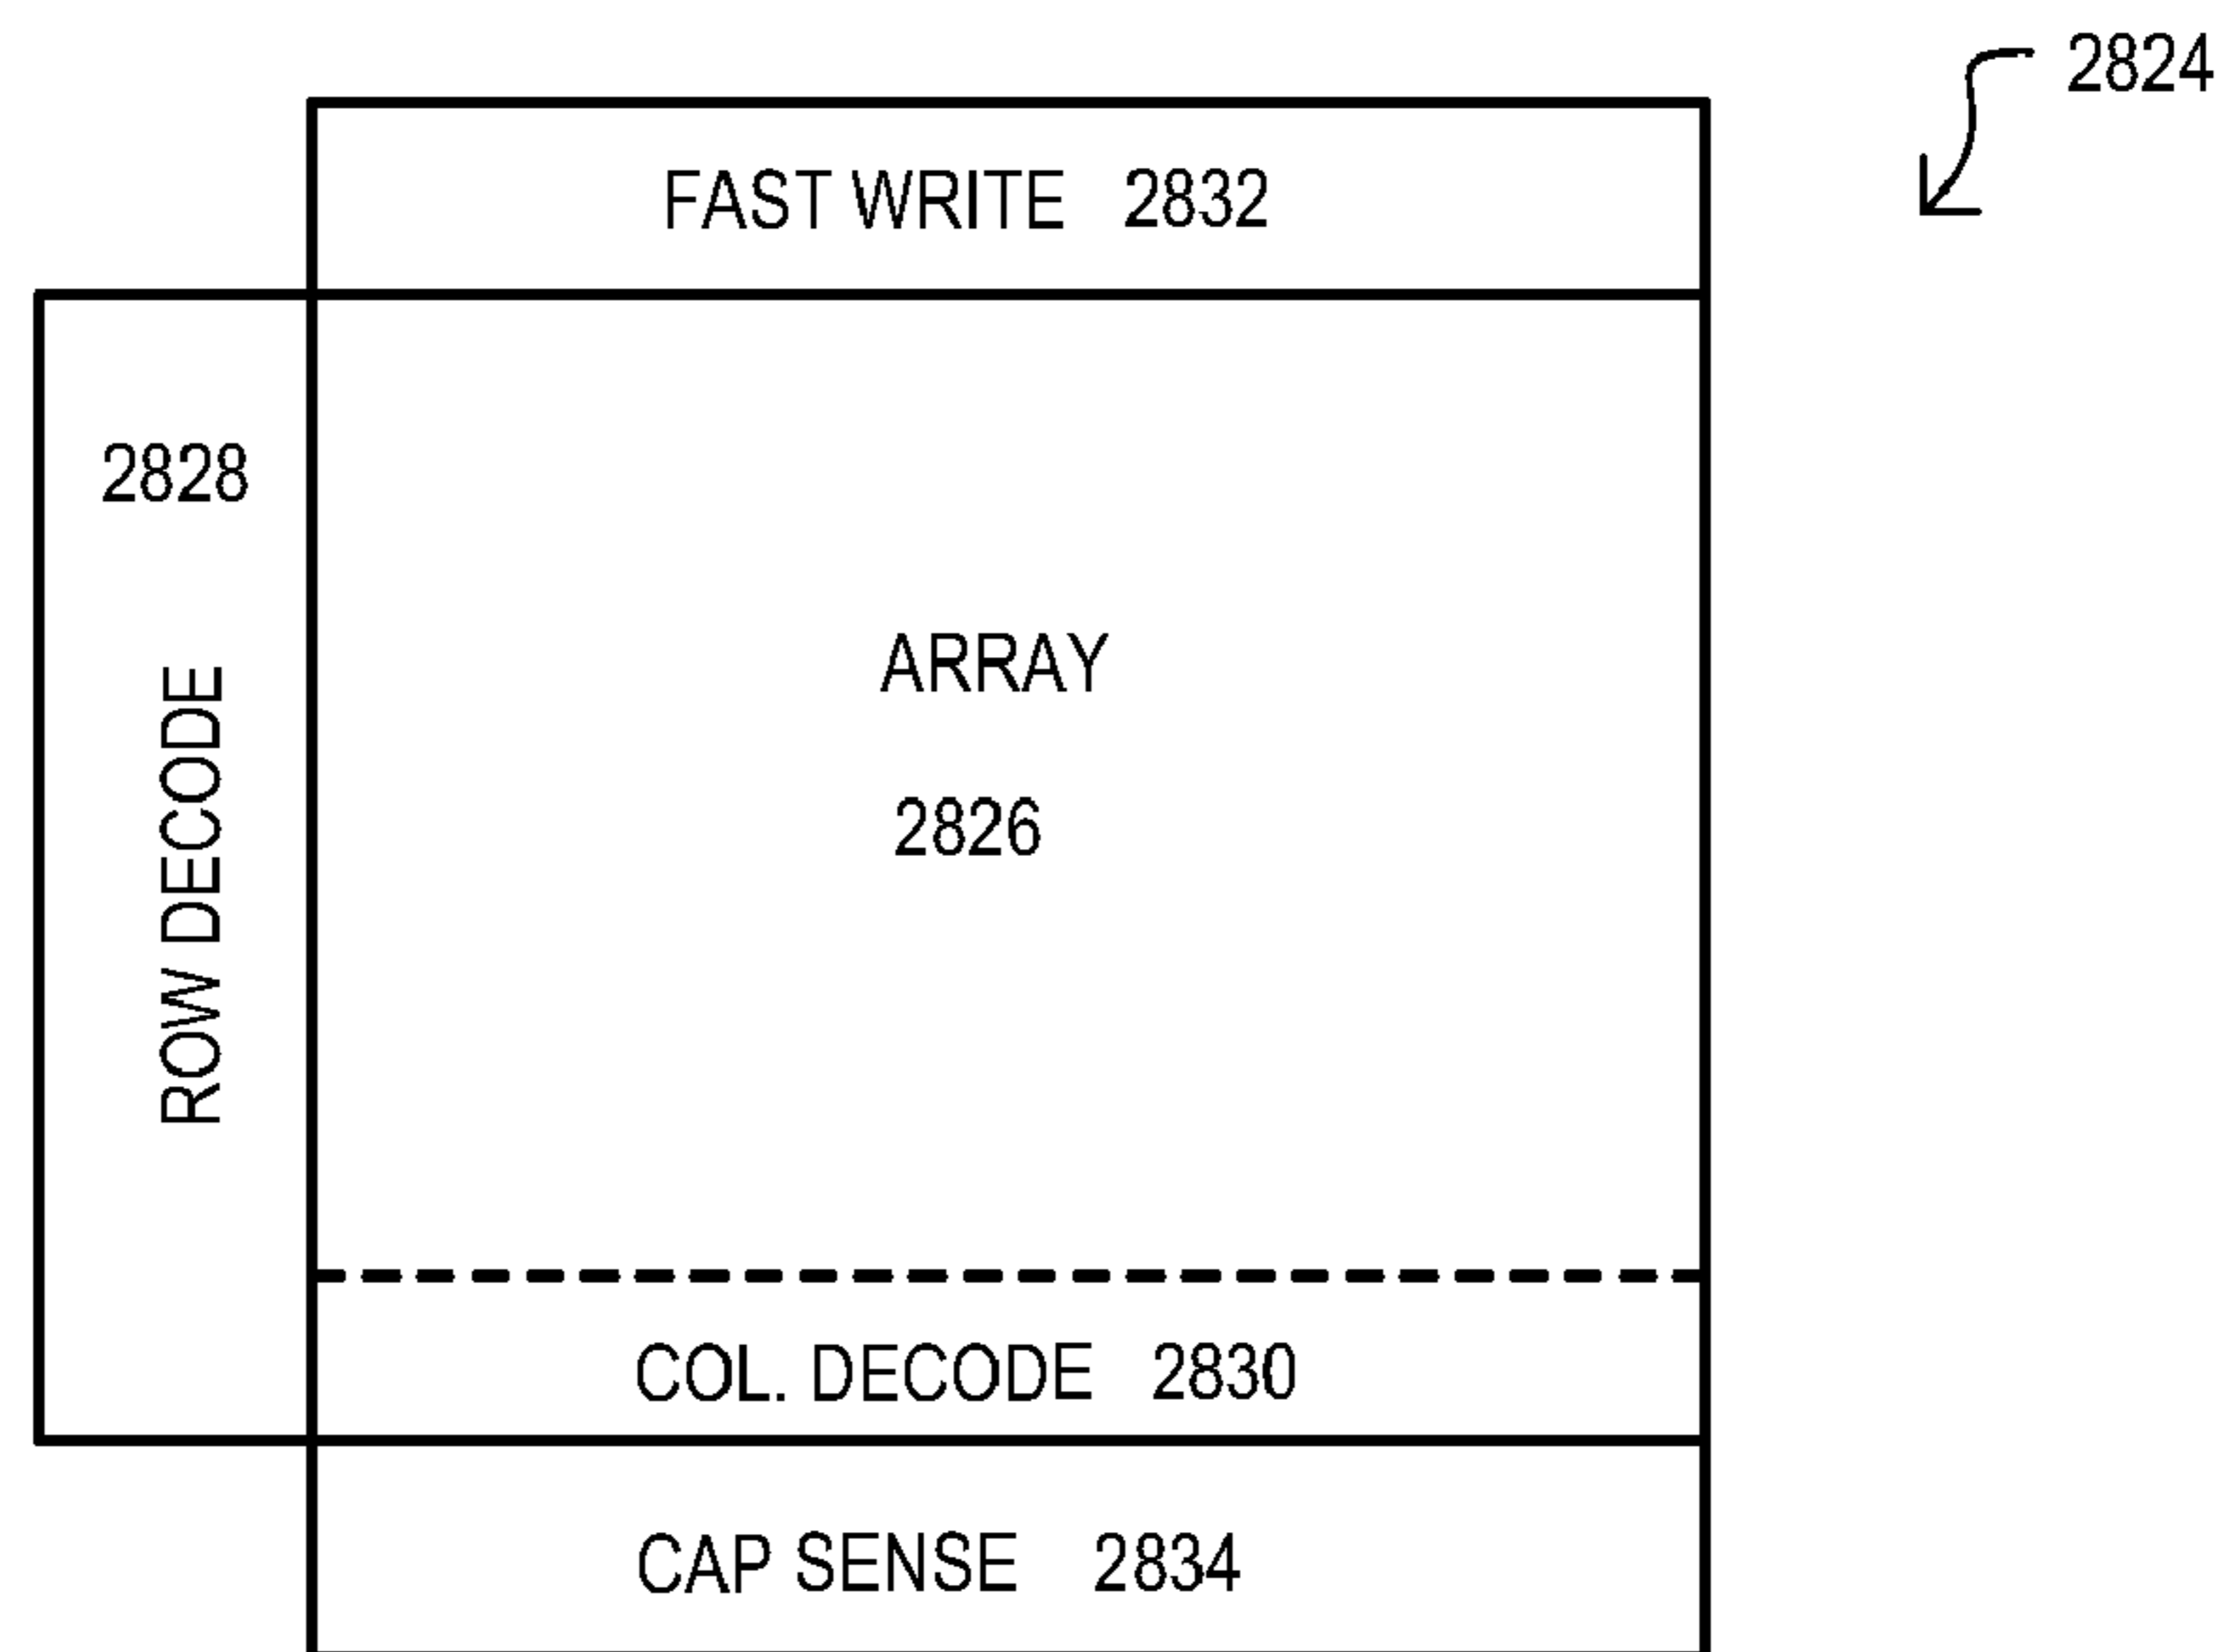 2824
FAST WRITE 2832
2828
ROW DECODE
ARRAY
2826
COL. DECODE 2830
CAP SENSE 2834